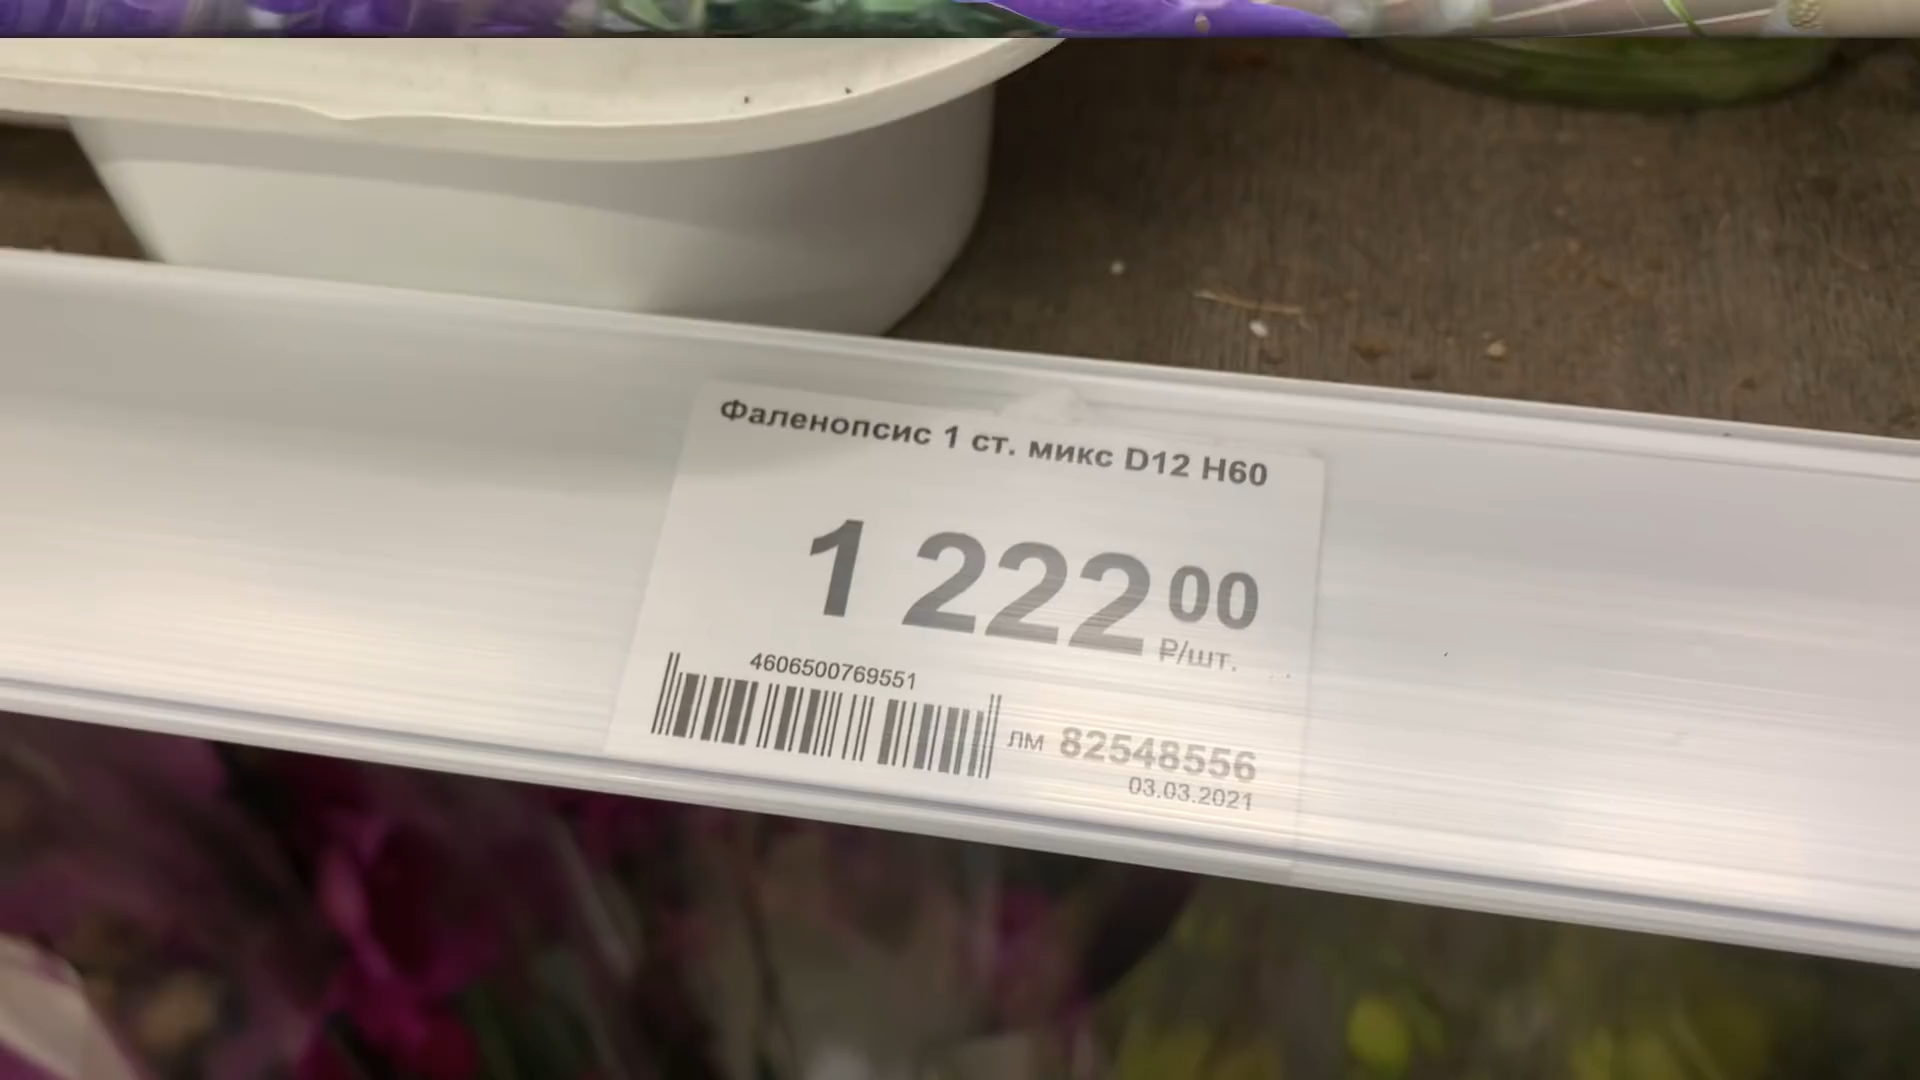 Фаленопсис 1 ст. микс D12 H60
1 222 00
₽/шт.
4606500769551
лм 82548556
03.03.2021